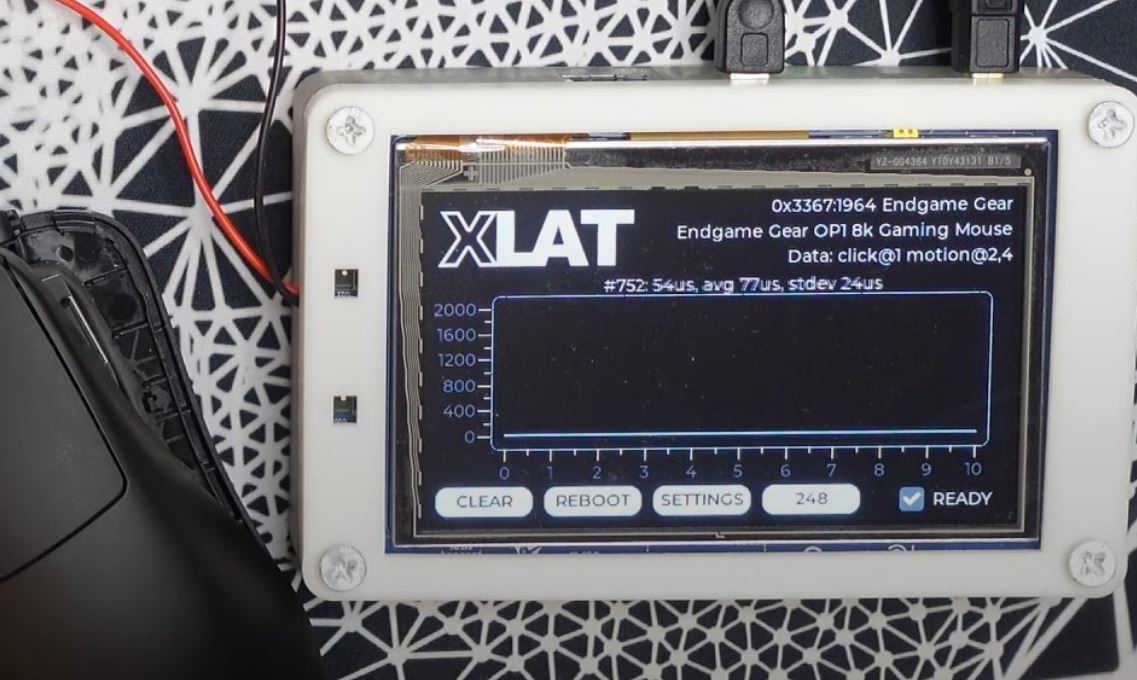 YZ-G04364 YTDY43131 B1/5
XLAT
0x3367:1964 Endgame Gear
Endgame Gear OP1 8k Gaming Mouse
Data: click@1 motion@2,4
#752: 54us, avg 77us, stdev 24us
2000
1600
1200
800
400
0
0 1 2 3 4 5 6 7 8 9 10
CLEAR REBOOT SETTINGS 248 READY